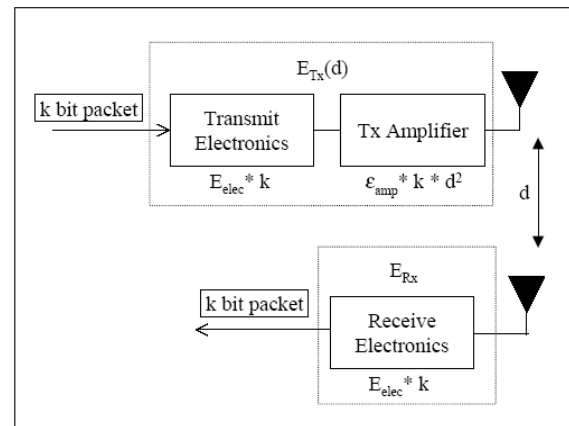 E_Tx(d)
k bit packet
Transmit
Electronics
Tx Amplifier
E_elec* k
ε_amp* k * d²
d
E_Rx
k bit packet
Receive
Electronics
E_elec* k